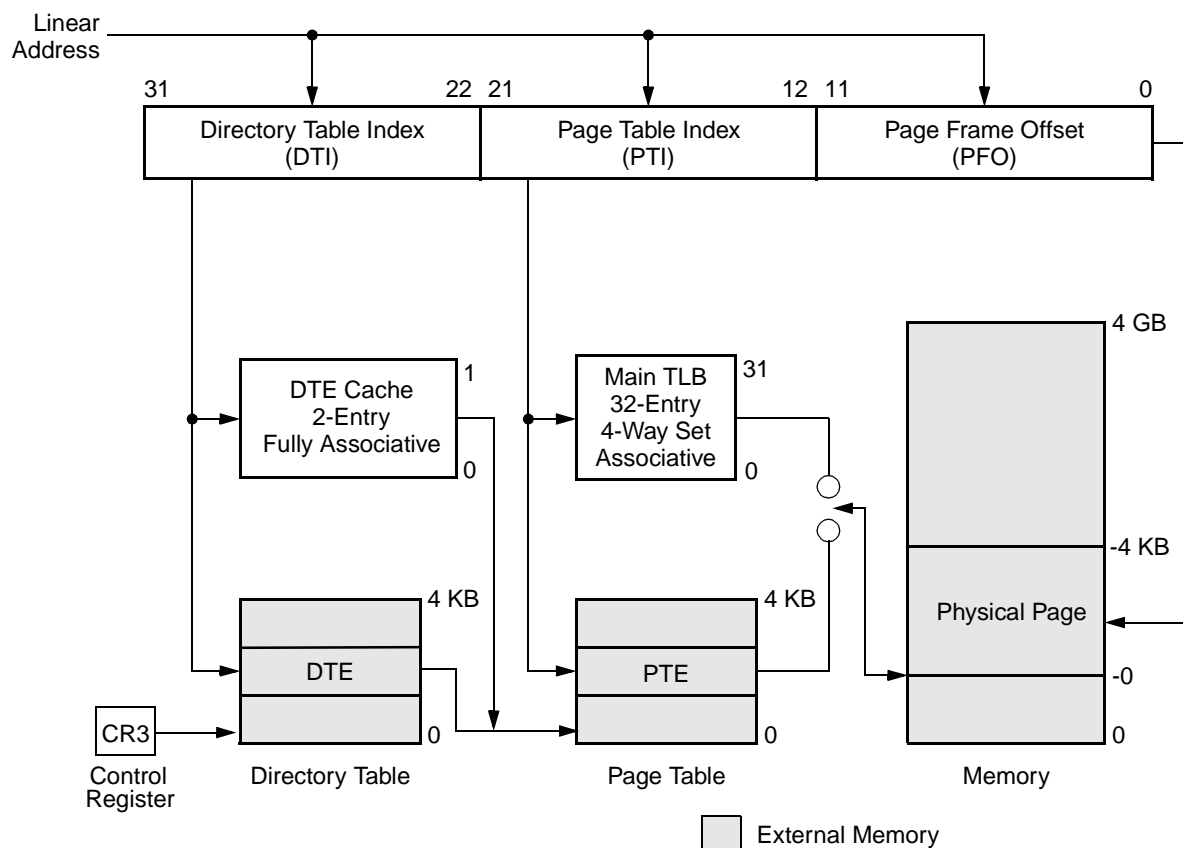 Linear
Address
31 22 21 12 11 0
Directory Table Index Page Table Index Page Frame Offset
(DTI) (PTI) (PFO)
4 GB
DTE Cache
2-Entry
Fully Associative
1
0
Main TLB
32-Entry
4-Way Set
Associative
31
0
-4 KB
Physical Page
-0
0
4 KB
DTE
0
4 KB
PTE
0
CR3
Control
Register
Directory Table
Page Table
Memory
External Memory